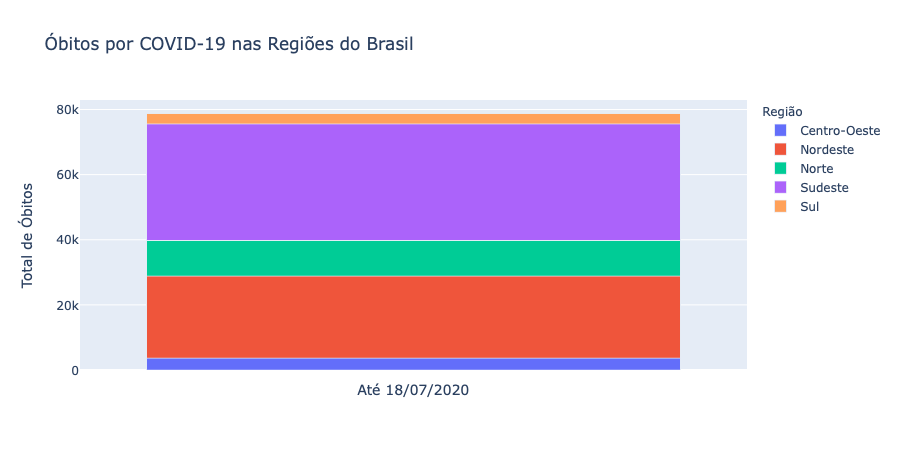 Óbitos por COVID-19 nas Regiões do Brasil
80k
60k
40k
20k
0
Total de Óbitos
Até 18/07/2020
Região
Centro-Oeste
Nordeste
Norte
Sudeste
Sul